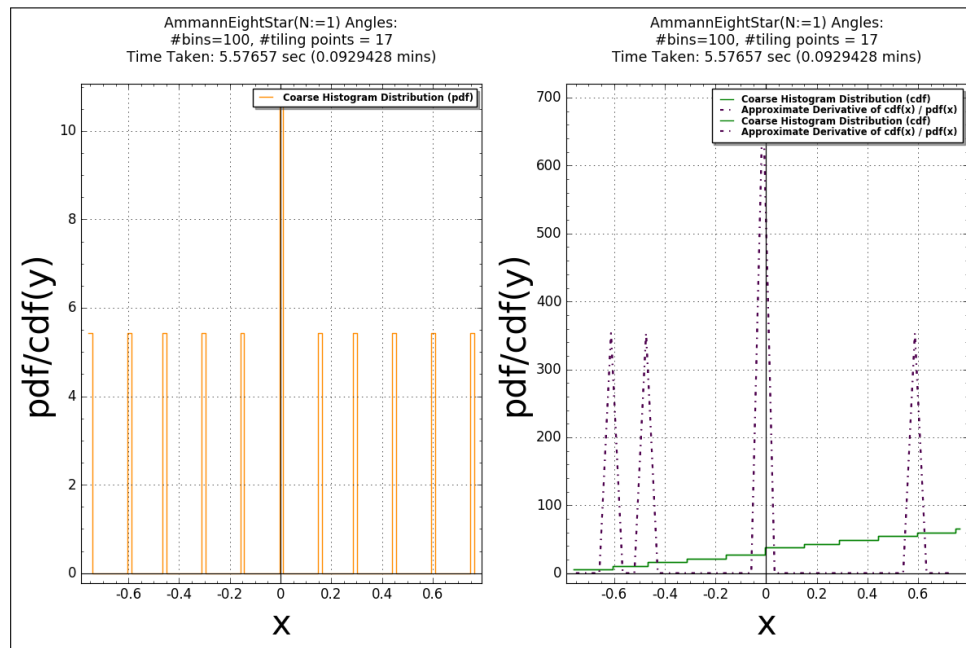 AmmannEightStar(N:=1) Angles:
#bins=100, #tiling points = 17
Time Taken: 5.57657 sec (0.0929428 mins)
Coarse Histogram Distribution (pdf)
10
8
6
4
2
0
pdf/cdf(y)
-0.6
-0.4
-0.2
0
0.2
0.4
0.6
x
AmmannEightStar(N:=1) Angles:
#bins=100, #tiling points = 17
Time Taken: 5.57657 sec (0.0929428 mins)
Coarse Histogram Distribution (cdf)
Approximate Derivative of cdf(x) / pdf(x)
Coarse Histogram Distribution (cdf)
Approximate Derivative of cdf(x) / pdf(x)
700
600
500
400
300
200
100
0
pdf/cdf(y)
-0.6
-0.4
-0.2
0
0.2
0.4
0.6
x